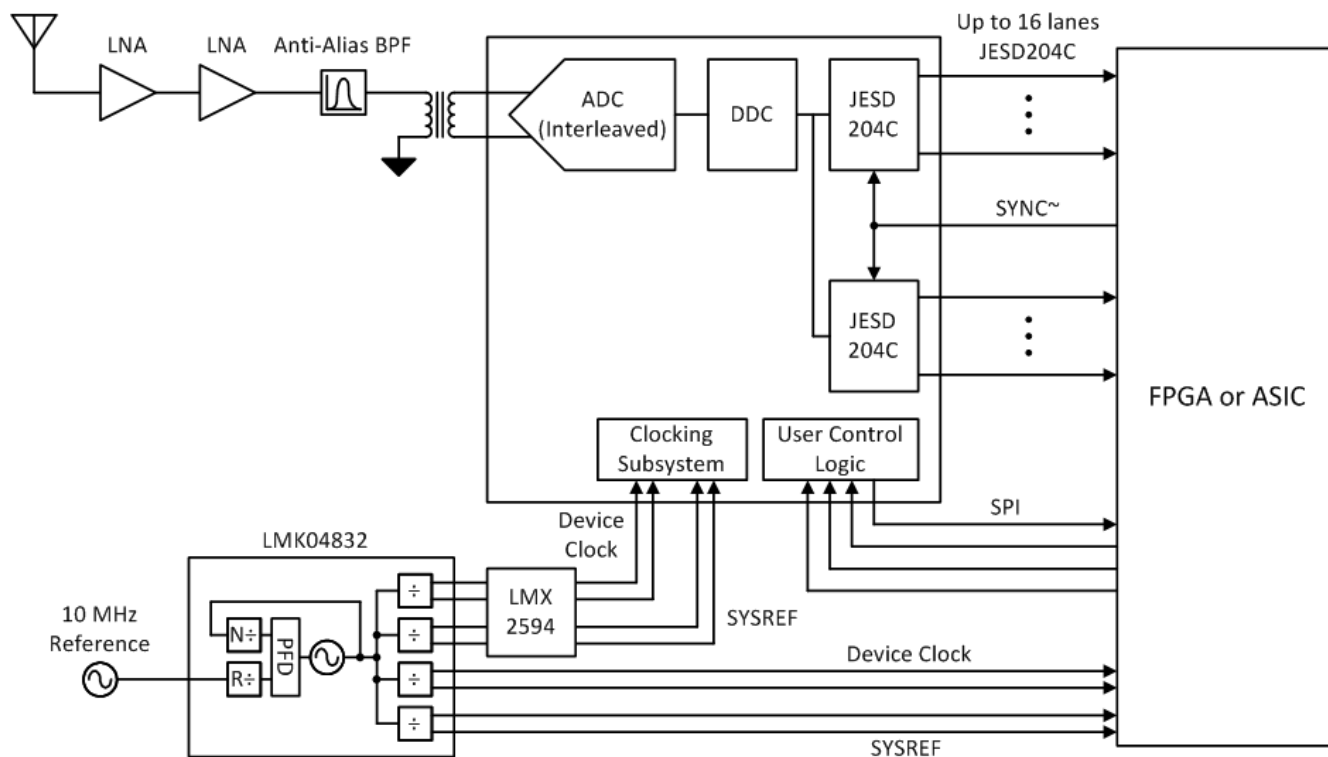 Up to 16 lanes
JESD204C
LNA
LNA
Anti-Alias BPF
ADC
(Interleaved)
DDC
JESD
204C
SYNC~
JESD
204C
FPGA or ASIC
Clocking
Subsystem
User Control
Logic
SPI
Device
Clock
LMK04832
LMX
2594
SYSREF
10 MHz
Reference
N÷
R÷
PFD
÷
÷
÷
÷
Device Clock
SYSREF